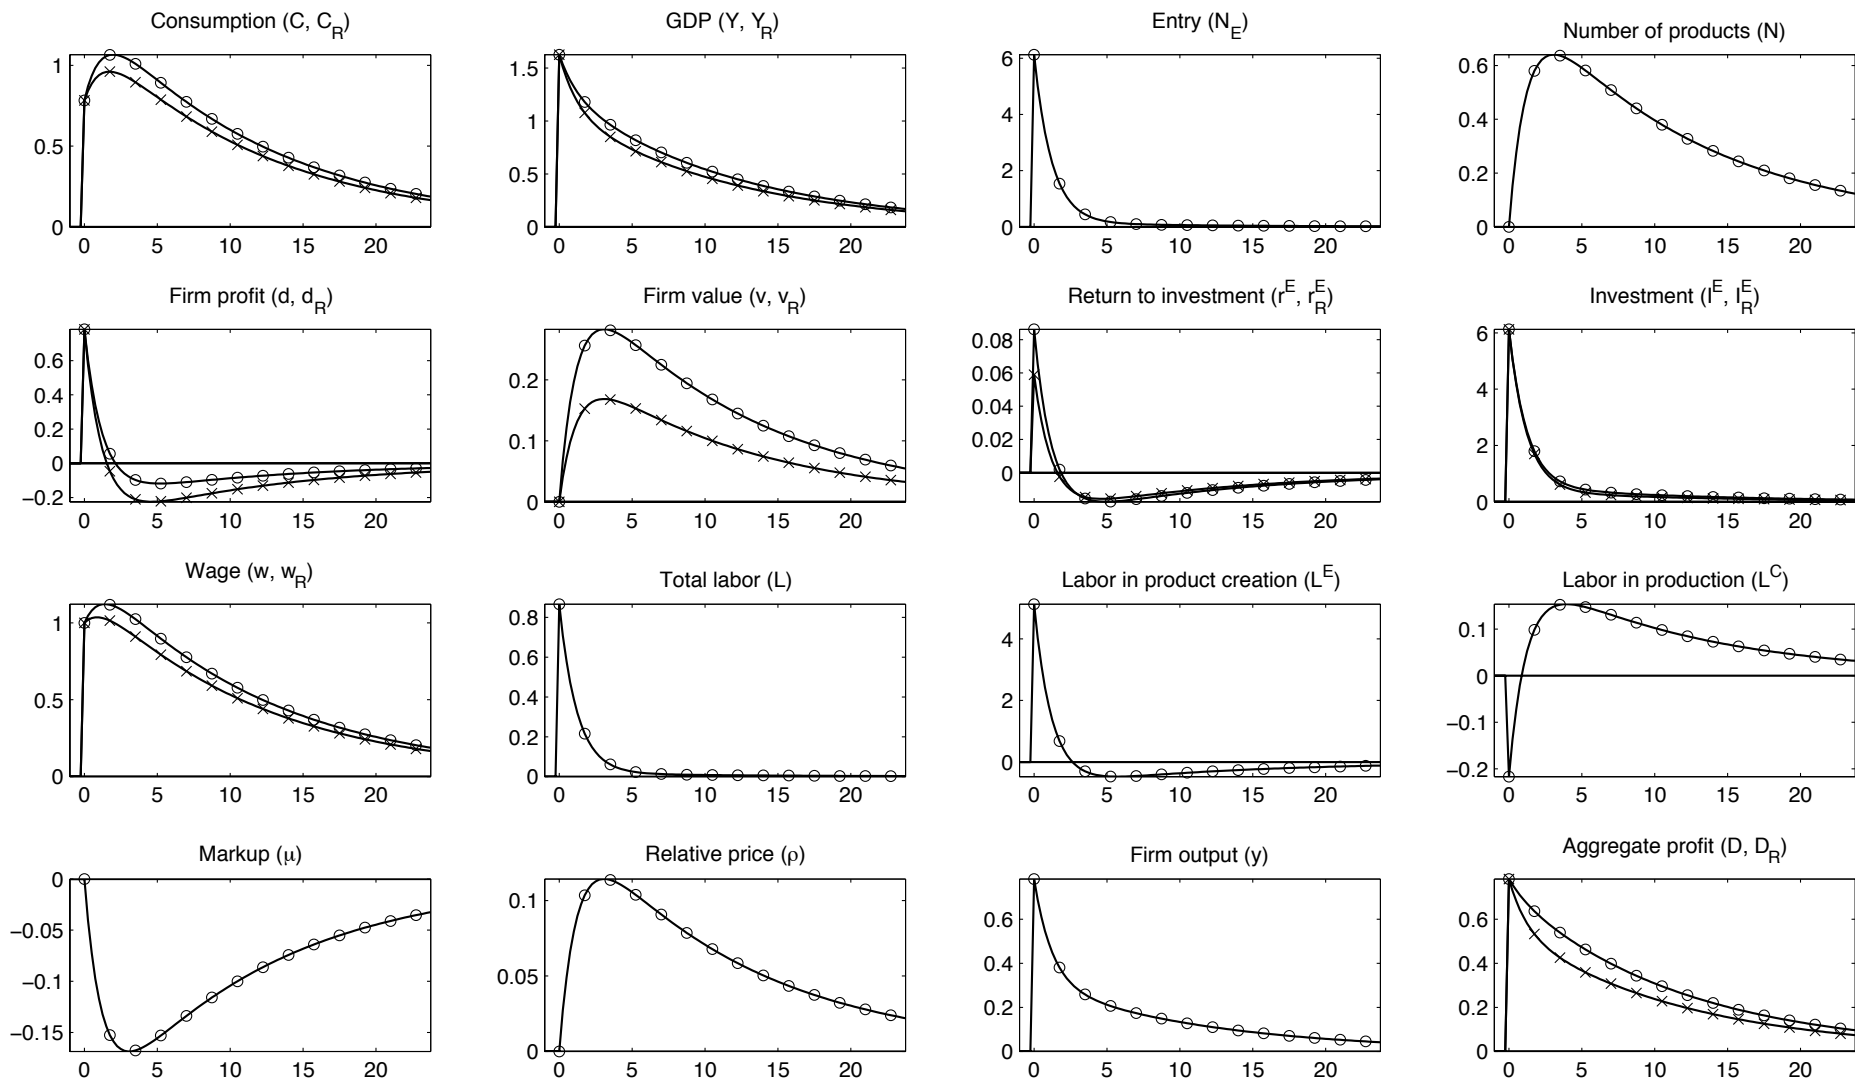 Consumption (C, C_R)
GDP (Y, Y_R)
Entry (N_E)
Number of products (N)
1
0.5
0
0 5 10 15 20
1.5
1
0.5
0
0 5 10 15 20
6
4
2
0
0 5 10 15 20
0.6
0.4
0.2
0
0 5 10 15 20
Firm profit (d, d_R)
Firm value (v, v_R)
Return to investment (r^E, r_R^E)
Investment (I^E, I_R^E)
0.6
0.4
0.2
0
−0.2
0 5 10 15 20
0.2
0.1
0
0 5 10 15 20
0.08
0.06
0.04
0.02
0
0 5 10 15 20
6
4
2
0
0 5 10 15 20
Wage (w, w_R)
Total labor (L)
Labor in product creation (L^E)
Labor in production (L^C)
1
0.5
0
0 5 10 15 20
0.8
0.6
0.4
0.2
0
0 5 10 15 20
4
2
0
0 5 10 15 20
0.1
0
−0.1
−0.2
0 5 10 15 20
Markup (μ)
Relative price (ρ)
Firm output (y)
Aggregate profit (D, D_R)
0
−0.05
−0.1
−0.15
0 5 10 15 20
0.1
0.05
0
0 5 10 15 20
0.6
0.4
0.2
0
0 5 10 15 20
0.6
0.4
0.2
0
0 5 10 15 20